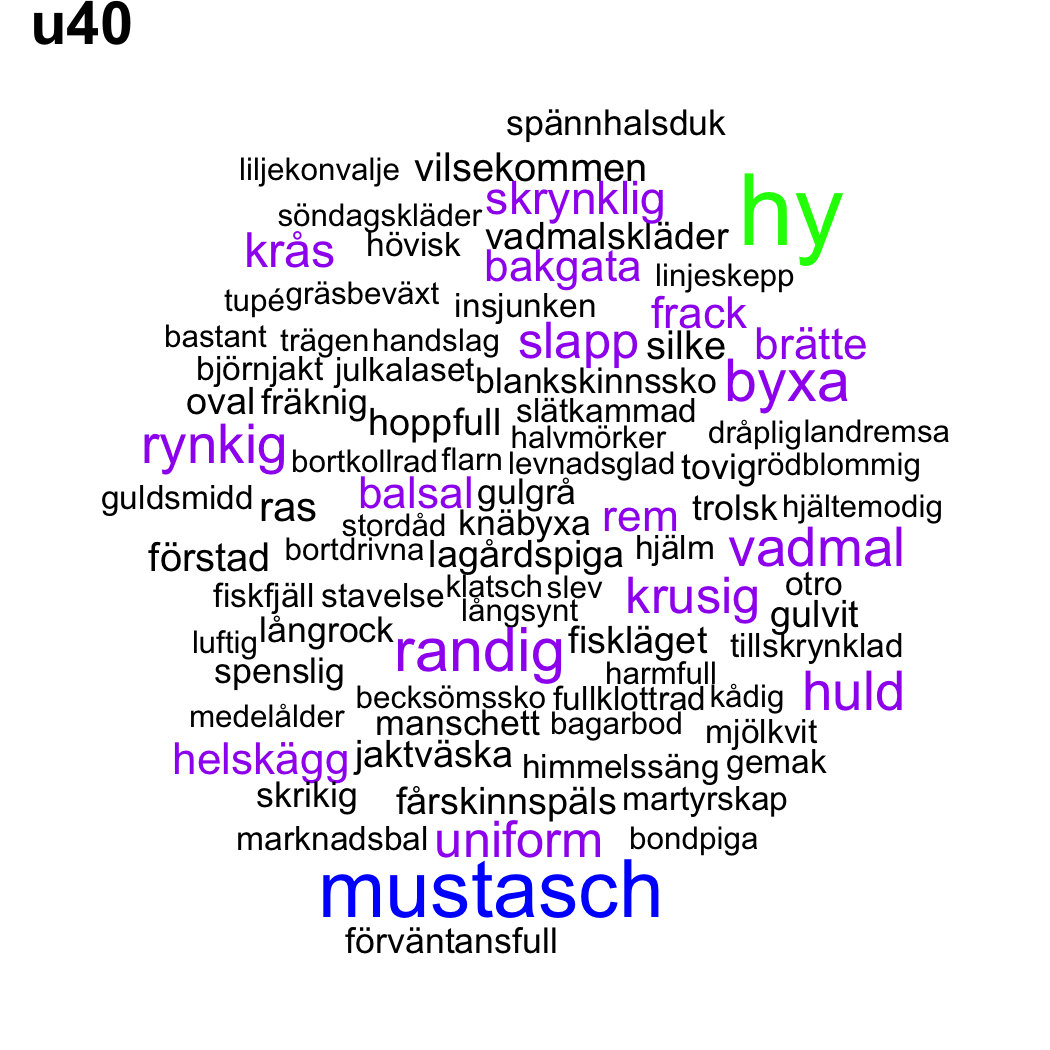 u40
spännhalsduk
liljekonvalje vilsekommen
söndagskläder skrynklig hy
krås hövisk vadmalskläder
bakgata linjeskepp
tupé gräsbeväxt insjunken frack
bastant trägen handslag slapp silke brätte
björnjakt julkalaset blankskinnssko byxa
oval fräknig hoppfull slätkammad
rynkig halvmörker dråplig landremsa
bortkollrad flarn levnadsglad tovig rödblommig
guldsmidd ras balsal gulgrå trolsk hjältemodig
stordåd knäbyxa rem
förstad bortdrivna lagårdspiga hjälm vadmal
fiskfjäll stavelse klatsch slev krusig otro
långsynt gulvit
luftig långrock randig fiskläget tillskrynklad
spenslig harmfull
becksömssko fullklottrad kådig huld
medelålder manschett bagarbod mjölkvit
helskägg jaktväska himmelssäng gemak
skrikig fårskinnspäls martyrskap
marknadsbal uniform bondpiga
mustasch
förväntansfull